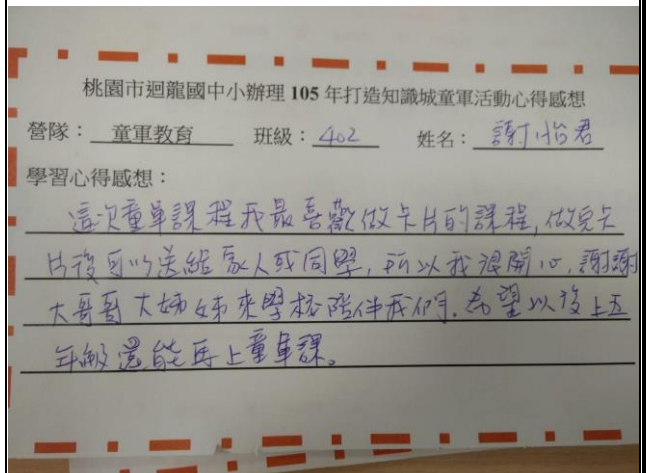 桃園市迴龍國中小辦理 105 年打造知識城童軍活動心得感想
營隊：童軍教育 班級：402 姓名：謝怡君
學習心得感想：
這次童軍課程我最喜歡做卡片的課程,做完卡
片後可以送給家人或同學,所以我很開心,謝謝
大哥哥大姊姊來學校陪伴我們.希望以後上五
年級還能再上童軍課。